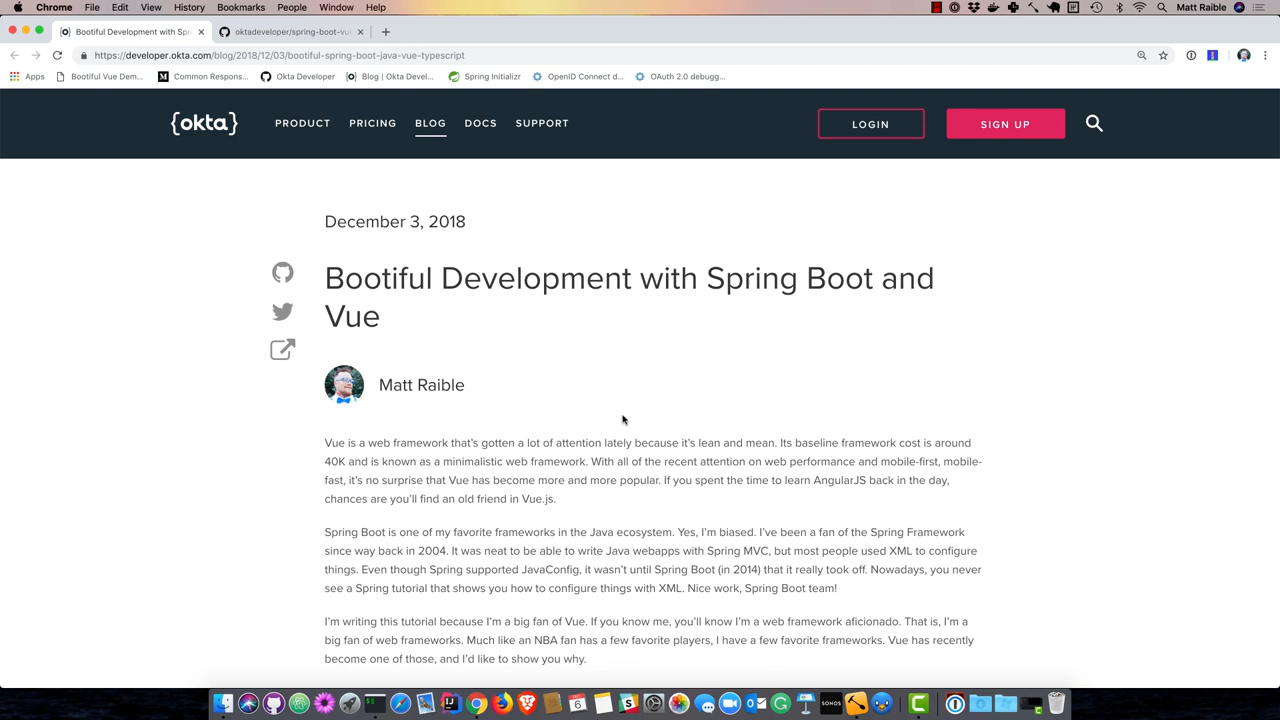 Chrome File Edit View History Bookmarks People Window Help Matt Raible
Bootiful Development with Spri
oktadeveloper/spring-boot-vu
https://developer.okta.com/blog/2018/12/03/bootiful-spring-boot-java-vue-typescript
Apps Bootiful Vue Dem... Common Respons... Okta Developer Blog | Okta Devel... Spring Initializr OpenID Connect d... OAuth 2.0 debugg...
{okta} PRODUCT PRICING BLOG DOCS SUPPORT LOGIN SIGN UP
December 3, 2018
Bootiful Development with Spring Boot and
Vue
Matt Raible
Vue is a web framework that's gotten a lot of attention lately because it's lean and mean. Its baseline framework cost is around
40K and is known as a minimalistic web framework. With all of the recent attention on web performance and mobile-first, mobile-
fast, it's no surprise that Vue has become more and more popular. If you spent the time to learn AngularJS back in the day,
chances are you'll find an old friend in Vue.js.
Spring Boot is one of my favorite frameworks in the Java ecosystem. Yes, I'm biased. I've been a fan of the Spring Framework
since way back in 2004. It was neat to be able to write Java webapps with Spring MVC, but most people used XML to configure
things. Even though Spring supported JavaConfig, it wasn't until Spring Boot (in 2014) that it really took off. Nowadays, you never
see a Spring tutorial that shows you how to configure things with XML. Nice work, Spring Boot team!
I'm writing this tutorial because I'm a big fan of Vue. If you know me, you'll know I'm a web framework aficionado. That is, I'm a
big fan of web frameworks. Much like an NBA fan has a few favorite players, I have a few favorite frameworks. Vue has recently
become one of those, and I'd like to show you why.
6
SONOS